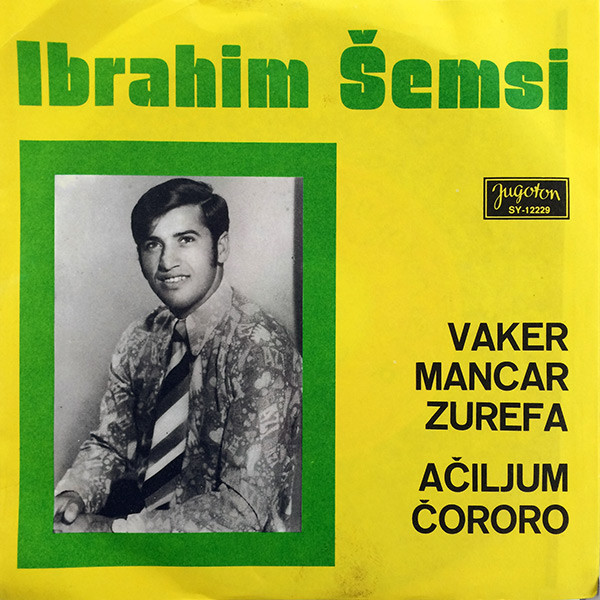 Ibrahim Šemsi
Jugoton
SY-12229
VAKER
MANCAR
ZUREFA
AČILJUM
ČORORO